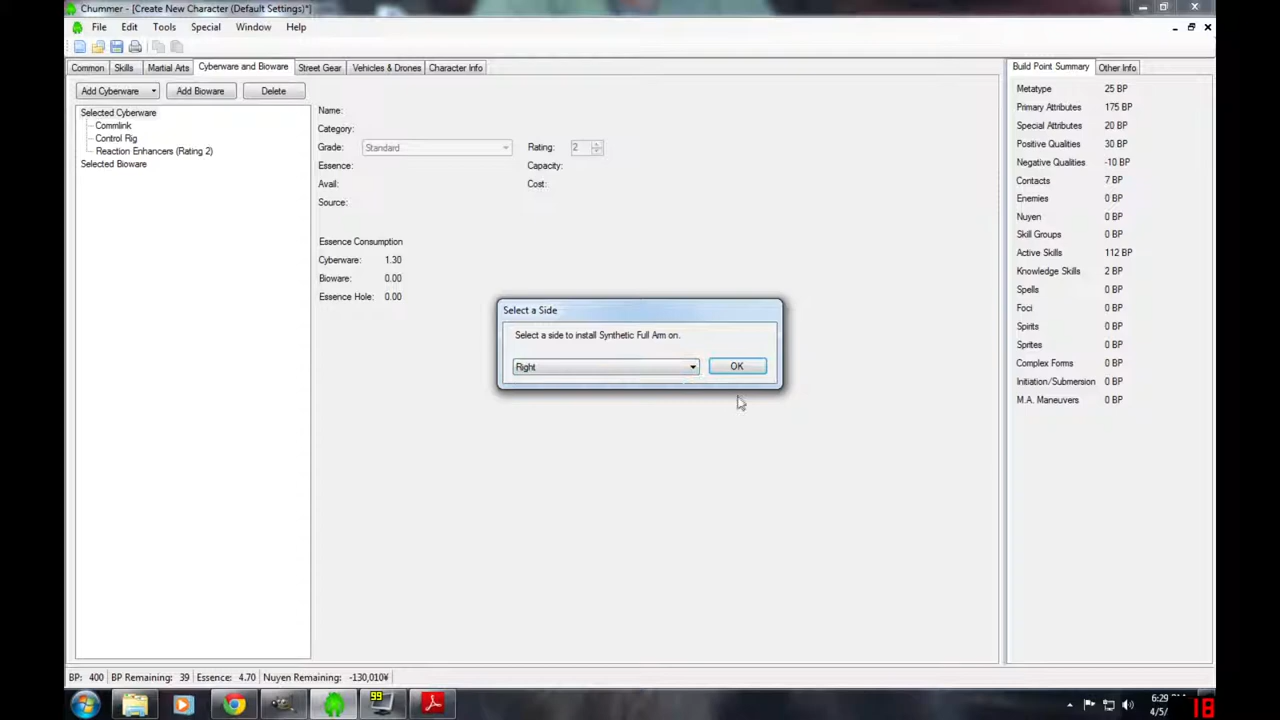 Chummer - [Create New Character (Default Settings)*]
File Edit Tools Special Window Help
Common Skills Martial Arts Cyberware and Bioware Street Gear Vehicles & Drones Character Info
Build Point Summary Other Info
Add Cyberware Add Bioware Delete
Selected Cyberware
Commlink
Control Rig
Reaction Enhancers (Rating 2)
Selected Bioware
Name:
Category:
Grade: Standard Rating: 2
Essence: Capacity:
Avail: Cost:
Source:
Essence Consumption
Cyberware: 1.30
Bioware: 0.00
Essence Hole: 0.00
Select a Side
Select a side to install Synthetic Full Arm on.
Right OK
Metatype 25 BP
Primary Attributes 175 BP
Special Attributes 20 BP
Positive Qualities 30 BP
Negative Qualities -10 BP
Contacts 7 BP
Enemies 0 BP
Nuyen 0 BP
Skill Groups 0 BP
Active Skills 112 BP
Knowledge Skills 2 BP
Spells 0 BP
Foci 0 BP
Spirits 0 BP
Sprites 0 BP
Complex Forms 0 BP
Initiation/Submersion 0 BP
M.A. Maneuvers 0 BP
BP: 400 BP Remaining: 39 Essence: 4.70 Nuyen Remaining: -130,010¥
99
6:29
4/5/
18